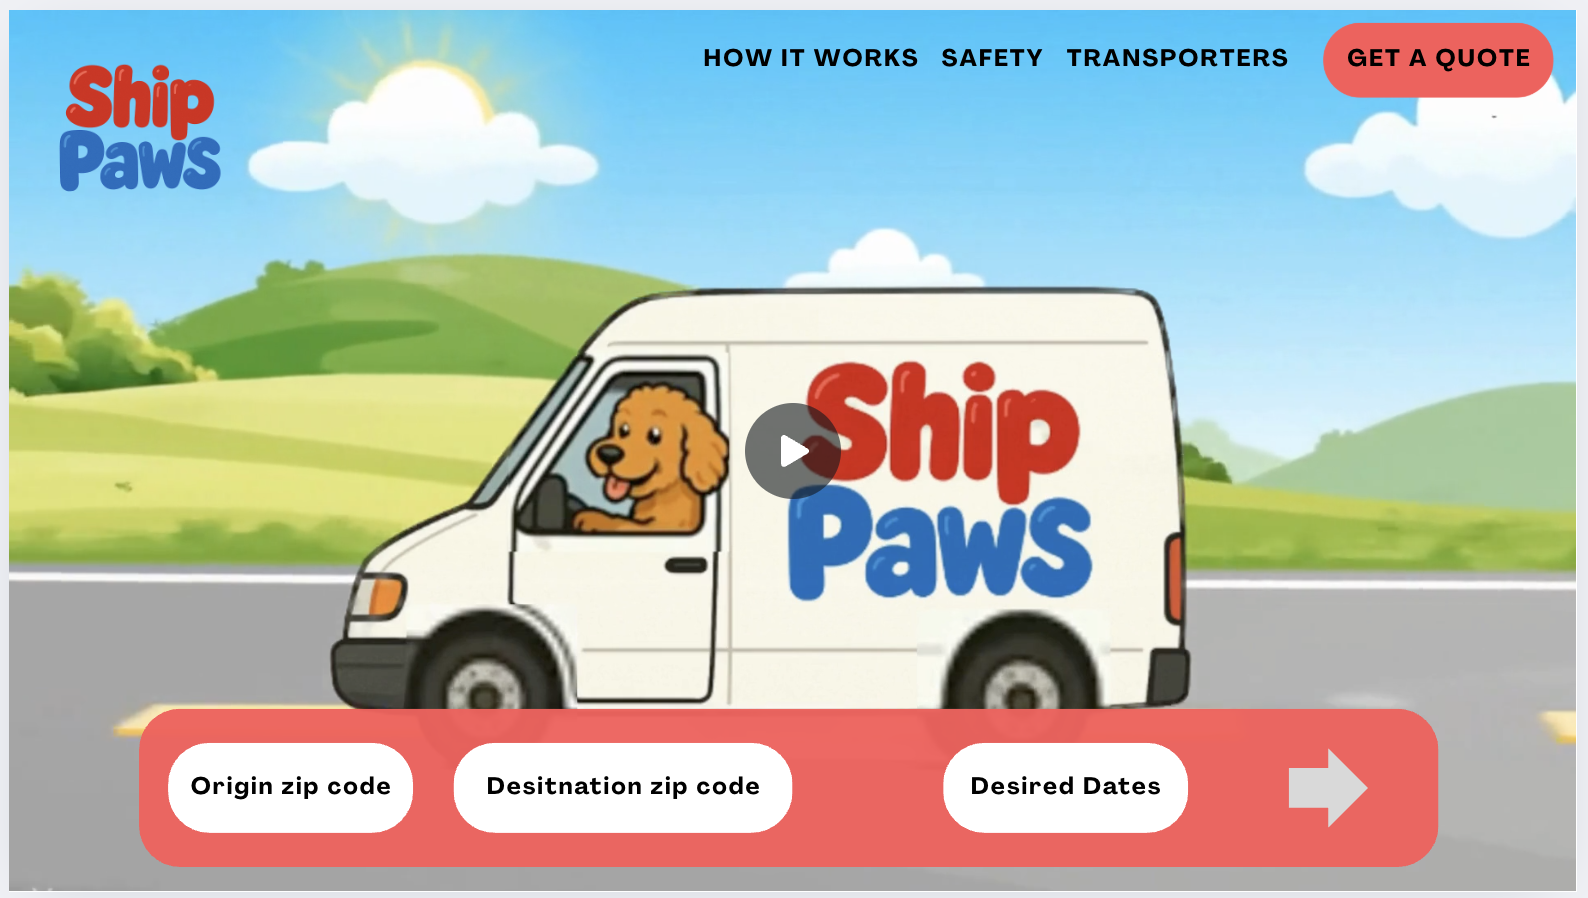 HOW IT WORKS SAFETY TRANSPORTERS GET A QUOTE
Ship
Paws
Ship
Paws
Origin zip code Desitnation zip code Desired Dates